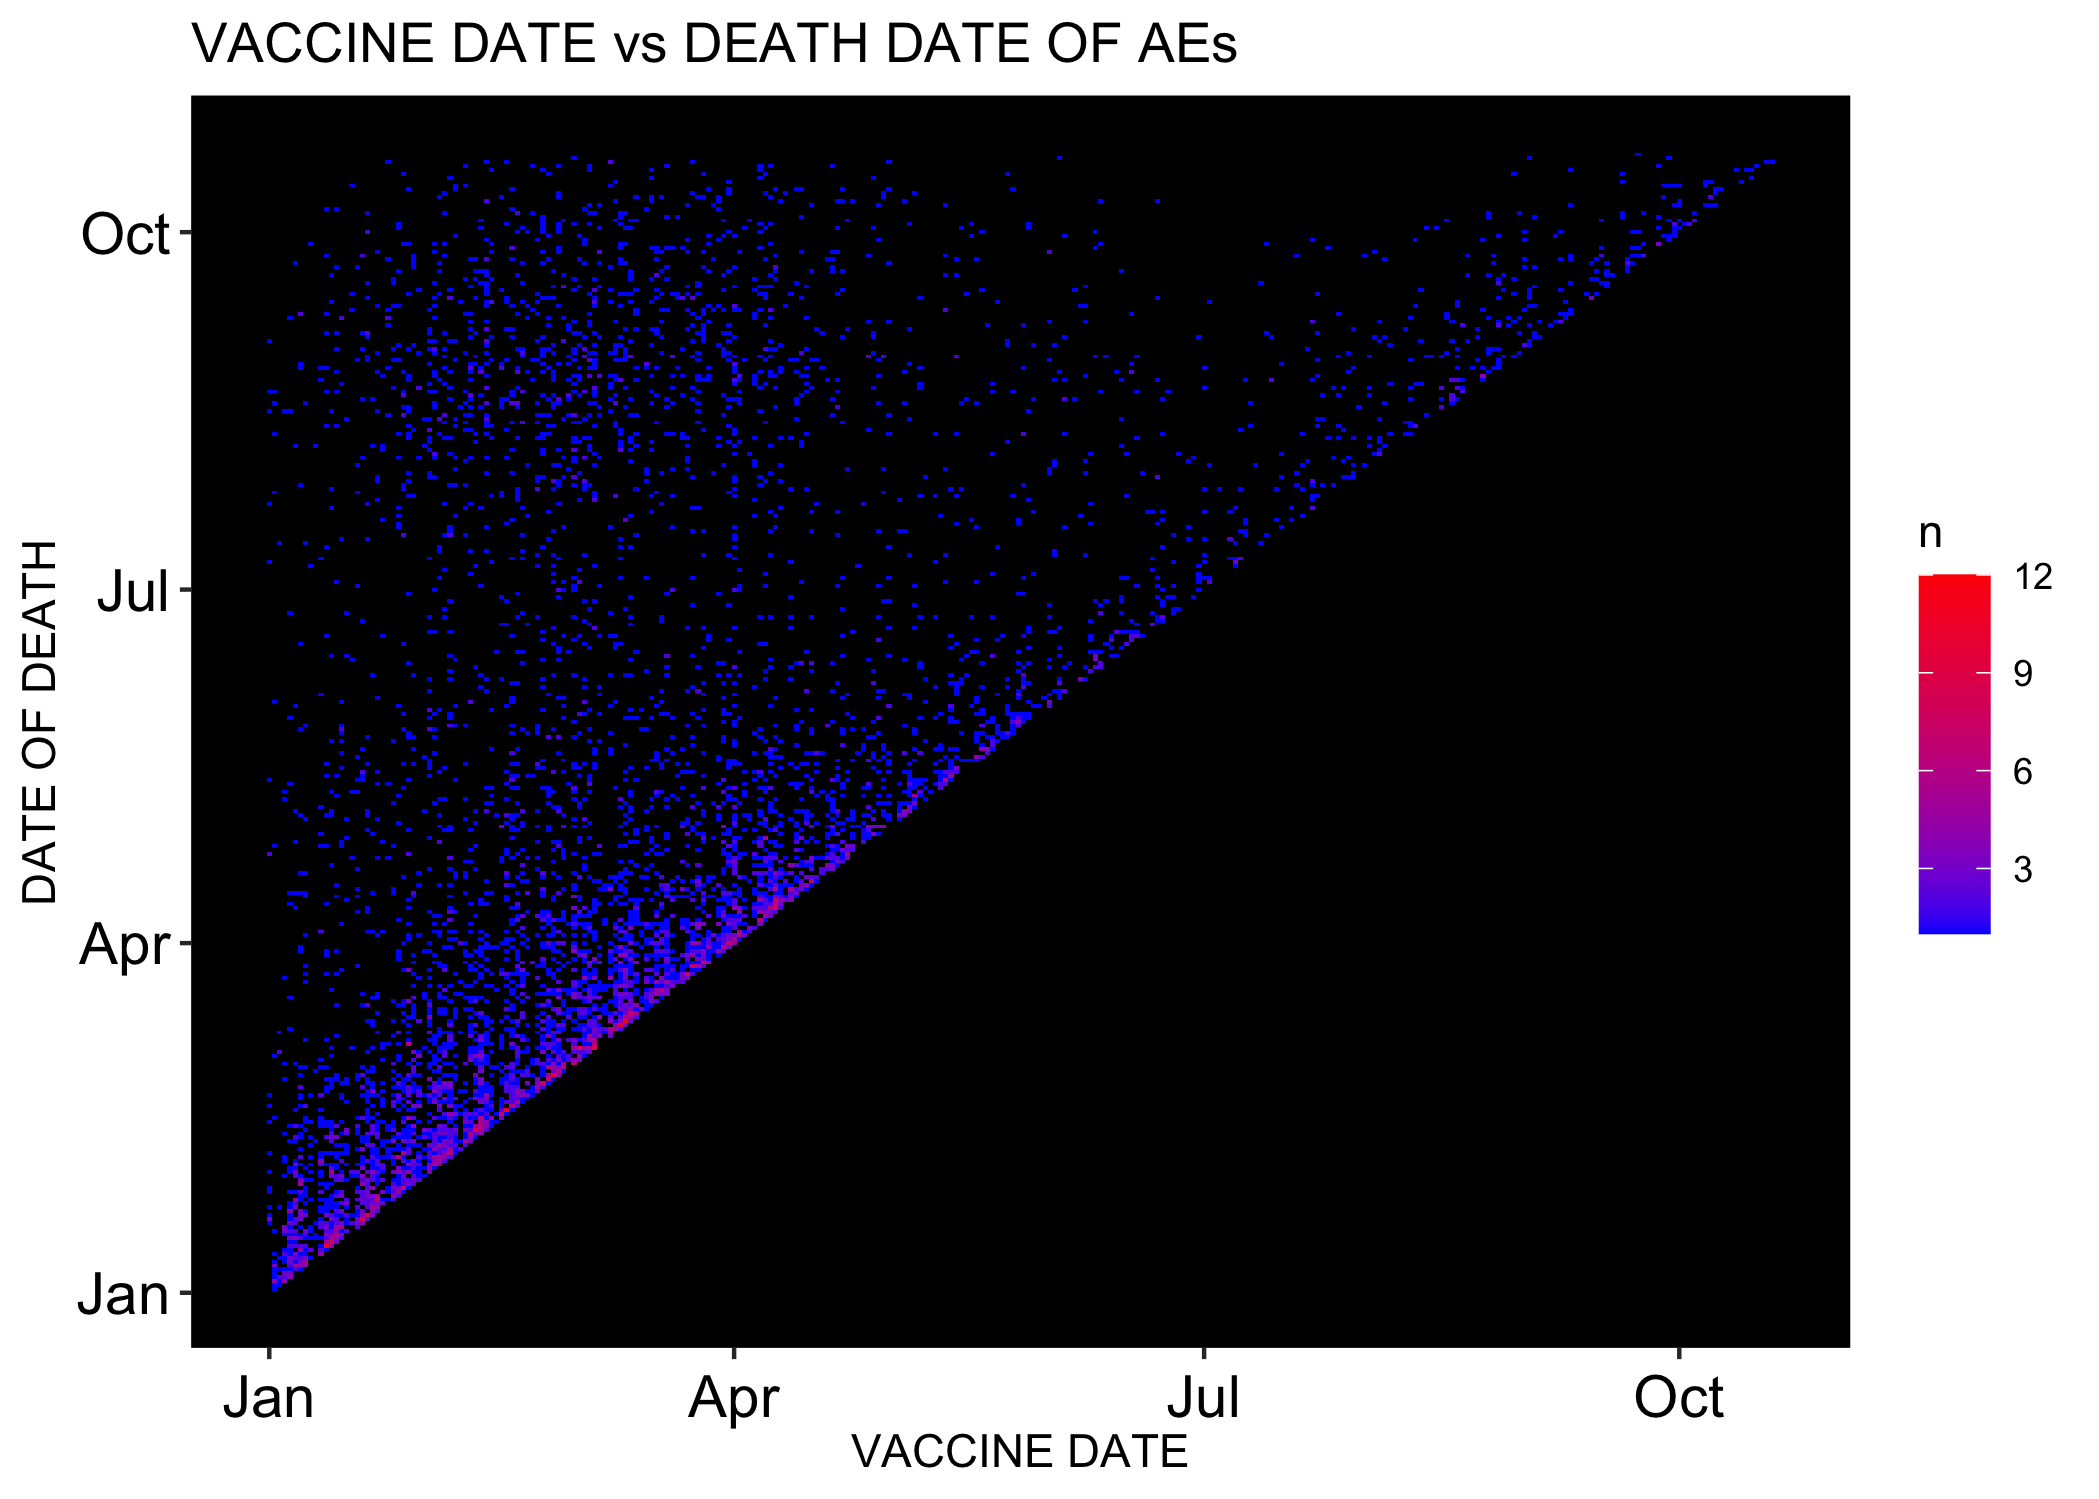 VACCINE DATE vs DEATH DATE OF AEs
DATE OF DEATH
Oct
Jul
Apr
Jan
Jan Apr Jul Oct
VACCINE DATE
n
12
9
6
3